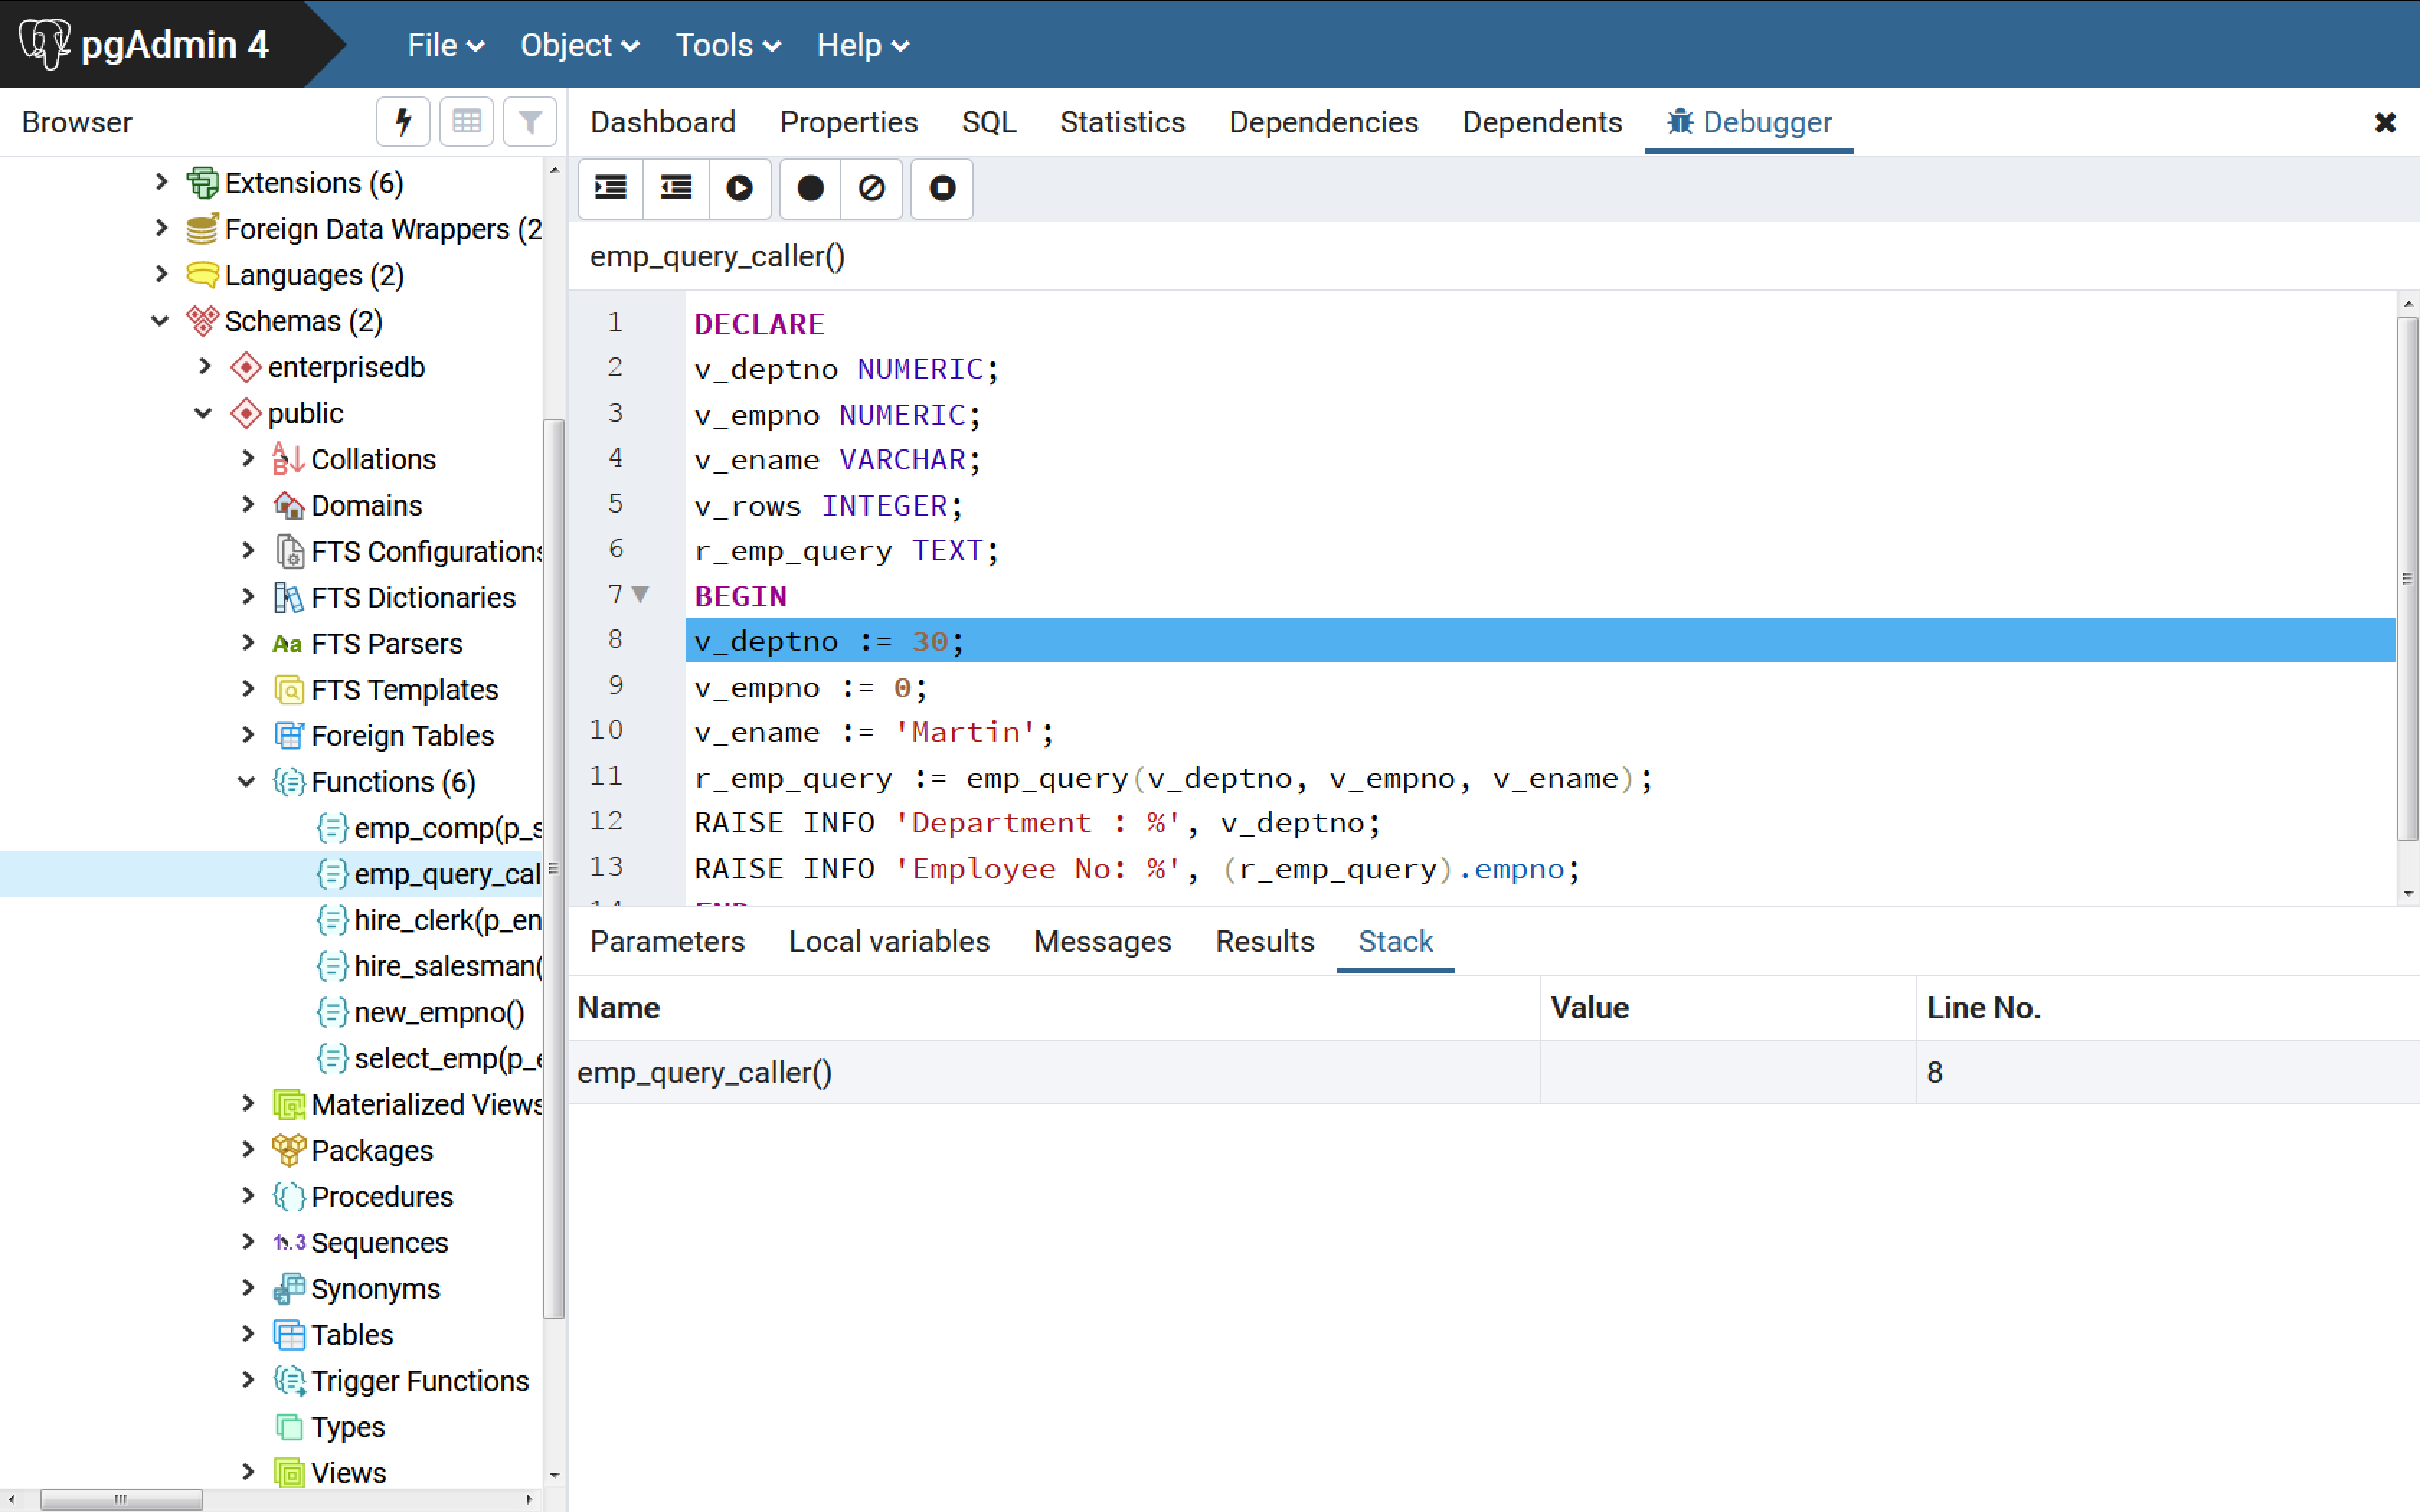 pgAdmin 4
File Object Tools Help
Browser
Dashboard Properties SQL Statistics Dependencies Dependents Debugger
Extensions (6)
Foreign Data Wrappers (2
Languages (2)
Schemas (2)
enterprisedb
public
Collations
Domains
FTS Configurations
FTS Dictionaries
Aa FTS Parsers
FTS Templates
Foreign Tables
Functions (6)
emp_comp(p_s
emp_query_cal
hire_clerk(p_en
hire_salesman(
new_empno()
select_emp(p_e
Materialized Views
Packages
Procedures
1..3 Sequences
Synonyms
Tables
Trigger Functions
Types
Views
emp_query_caller()
1 DECLARE
2 v_deptno NUMERIC;
3 v_empno NUMERIC;
4 v_ename VARCHAR;
5 v_rows INTEGER;
6 r_emp_query TEXT;
7 BEGIN
8 v_deptno := 30;
9 v_empno := 0;
10 v_ename := 'Martin';
11 r_emp_query := emp_query(v_deptno, v_empno, v_ename);
12 RAISE INFO 'Department : %', v_deptno;
13 RAISE INFO 'Employee No: %', (r_emp_query).empno;
Parameters Local variables Messages Results Stack
Name Value Line No.
emp_query_caller() 8